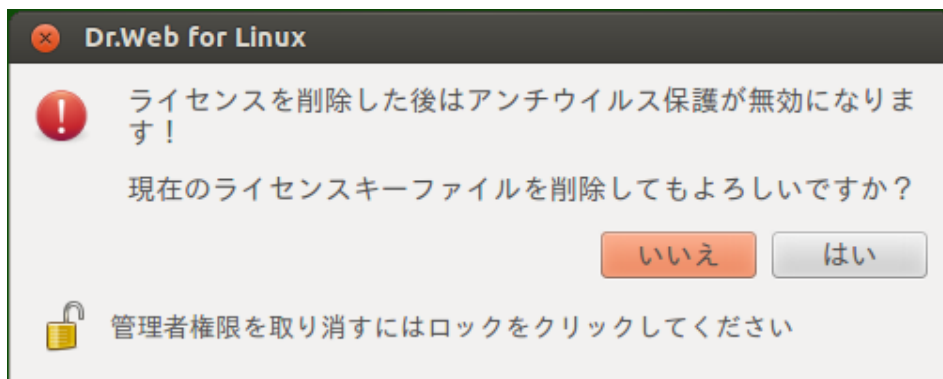 Dr.Web for Linux
ライセンスを削除した後はアンチウイルス保護が無効になりま
す！
現在のライセンスキーファイルを削除してもよろしいですか？
いいえ はい
管理者権限を取り消すにはロックをクリックしてください